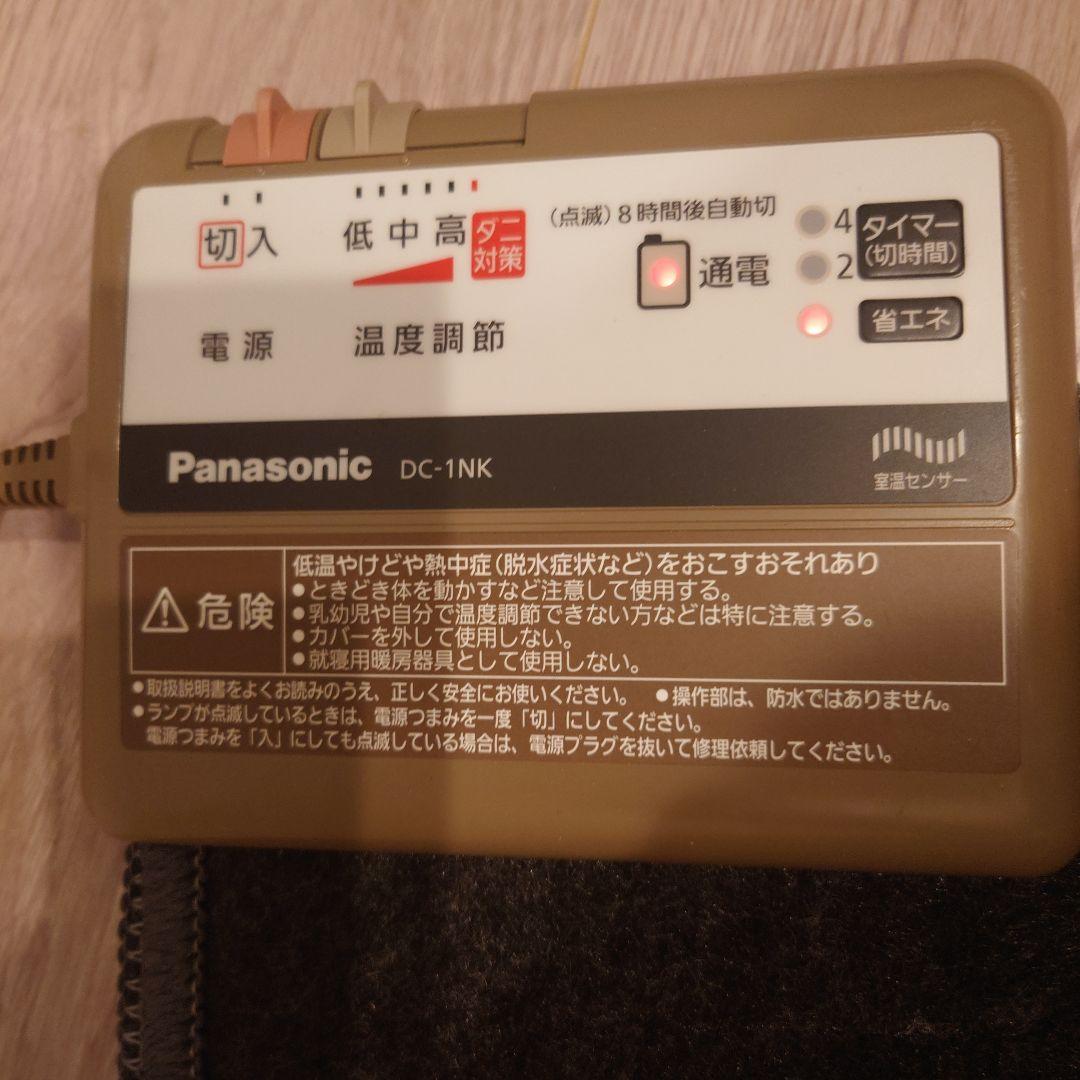 切 入
低 中 高 ダニ対策
電源
温度調節
(点滅)8時間後自動切
通電
4
2
タイマー
(切時間)
省エネ
Panasonic DC-1NK
室温センサー
危険
低温やけどや熱中症(脱水症状など)をおこすおそれあり
●ときどき体を動かすなど注意して使用する。
●乳幼児や自分で温度調節できない方などは特に注意する。
●カバーを外して使用しない。
●就寝用暖房器具として使用しない。
●取扱説明書をよくお読みのうえ、正しく安全にお使いください。 ●操作部は、防水ではありません。
●ランプが点滅しているときは、電源つまみを一度「切」にしてください。
電源つまみを「入」にしても点滅している場合は、電源プラグを抜いて修理依頼してください。